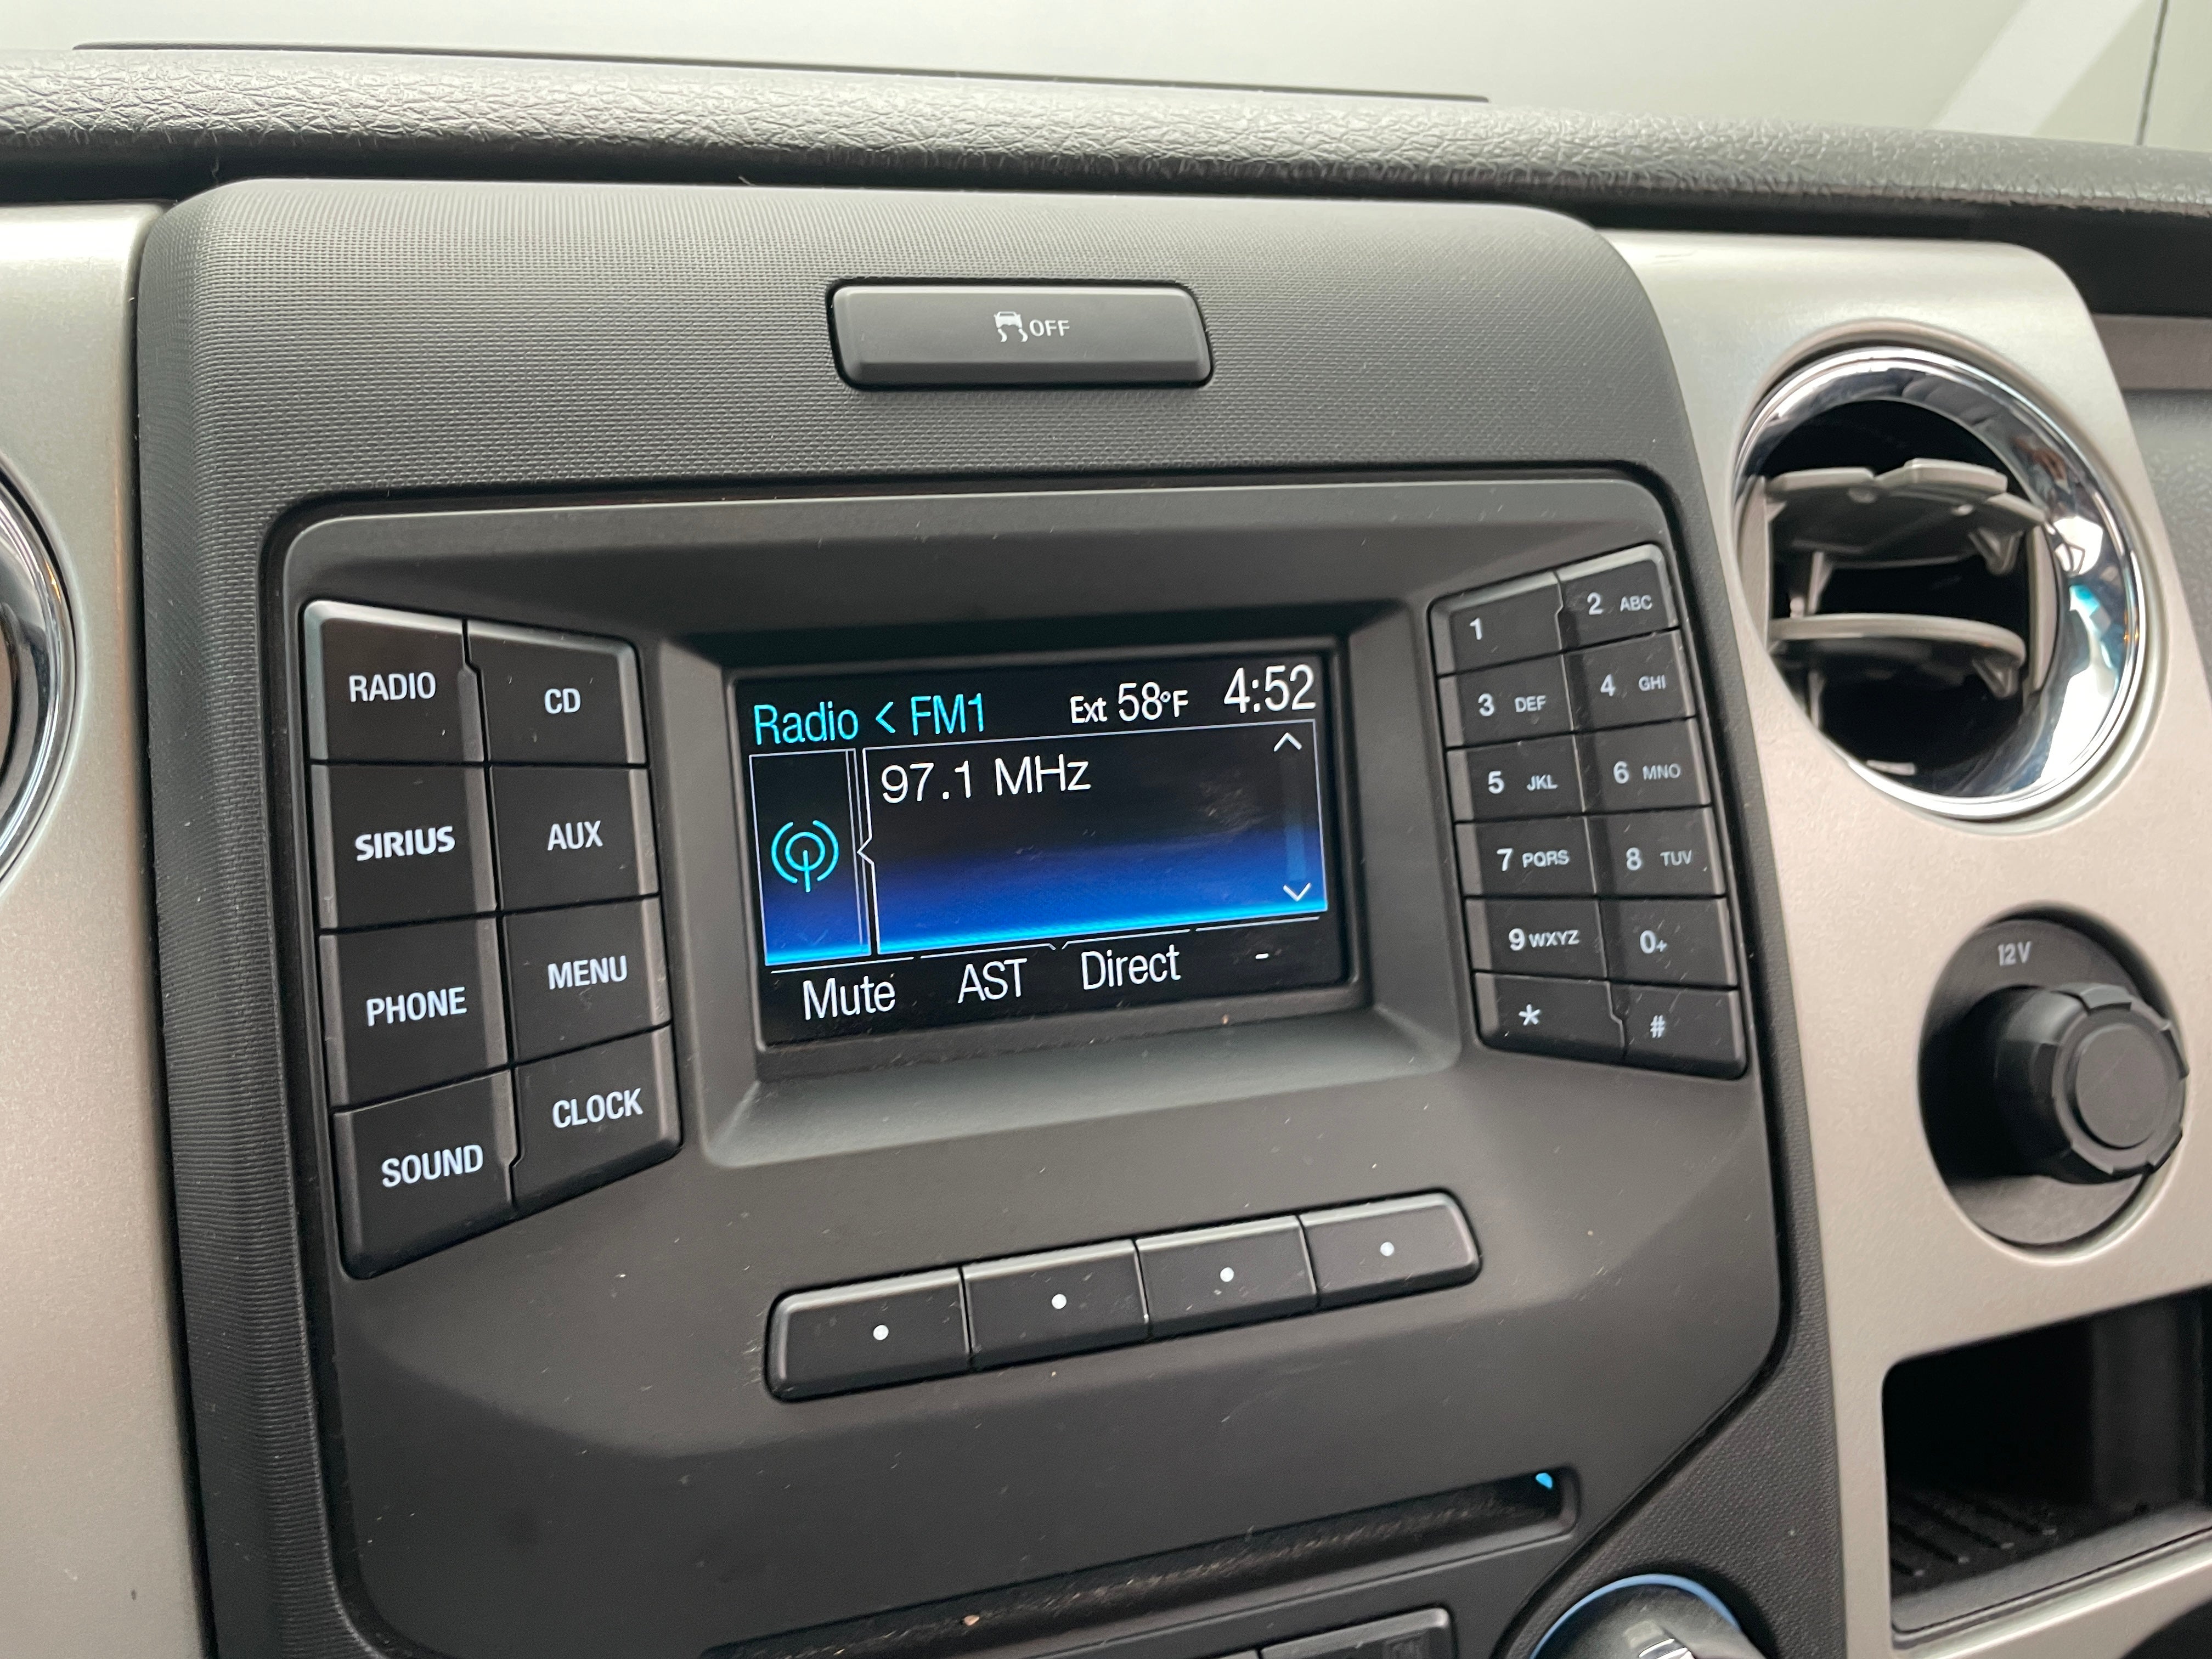 OFF
RADIO
CD
SIRIUS
AUX
PHONE
MENU
SOUND
CLOCK
Radio < FM1
Ext 58°F
4:52
97.1 MHz
Mute
AST
Direct
-
1
2 ABC
3 DEF
4 GHI
5 JKL
6 MNO
7 PQRS
8 TUV
9 WXYZ
0+
*
#
12V